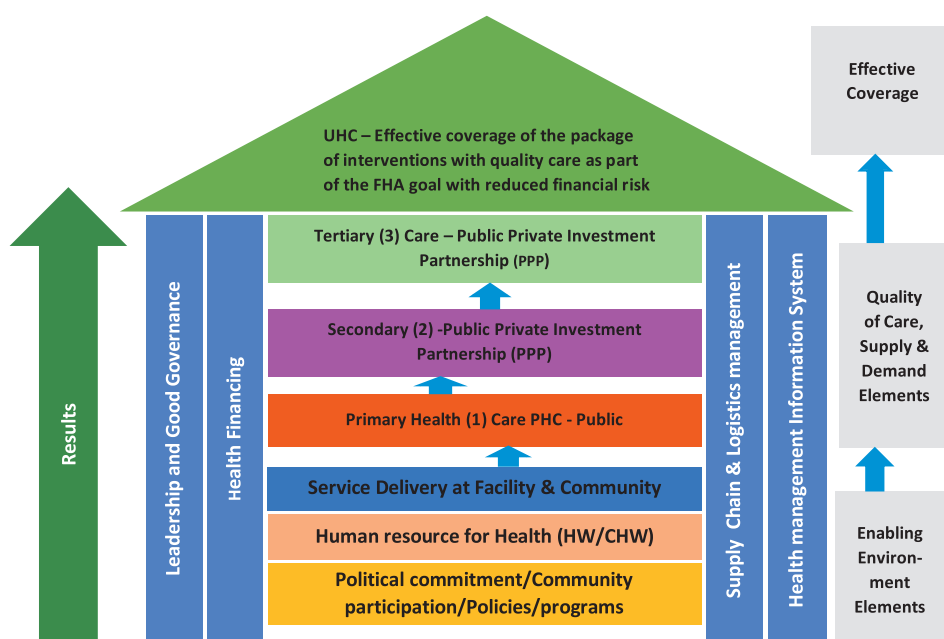 UHC – Effective coverage of the package
of interventions with quality care as part
of the FHA goal with reduced financial risk
Results
Leadership and Good Governance
Health Financing
Tertiary (3) Care – Public Private Investment
Partnership (PPP)
Secondary (2) -Public Private Investment
Partnership (PPP)
Primary Health (1) Care PHC - Public
Service Delivery at Facility & Community
Human resource for Health (HW/CHW)
Political commitment/Community
participation/Policies/programs
Supply Chain & Logistics management
Health management Information System
Effective
Coverage
Quality
of Care,
Supply &
Demand
Elements
Enabling
Environ-
ment
Elements